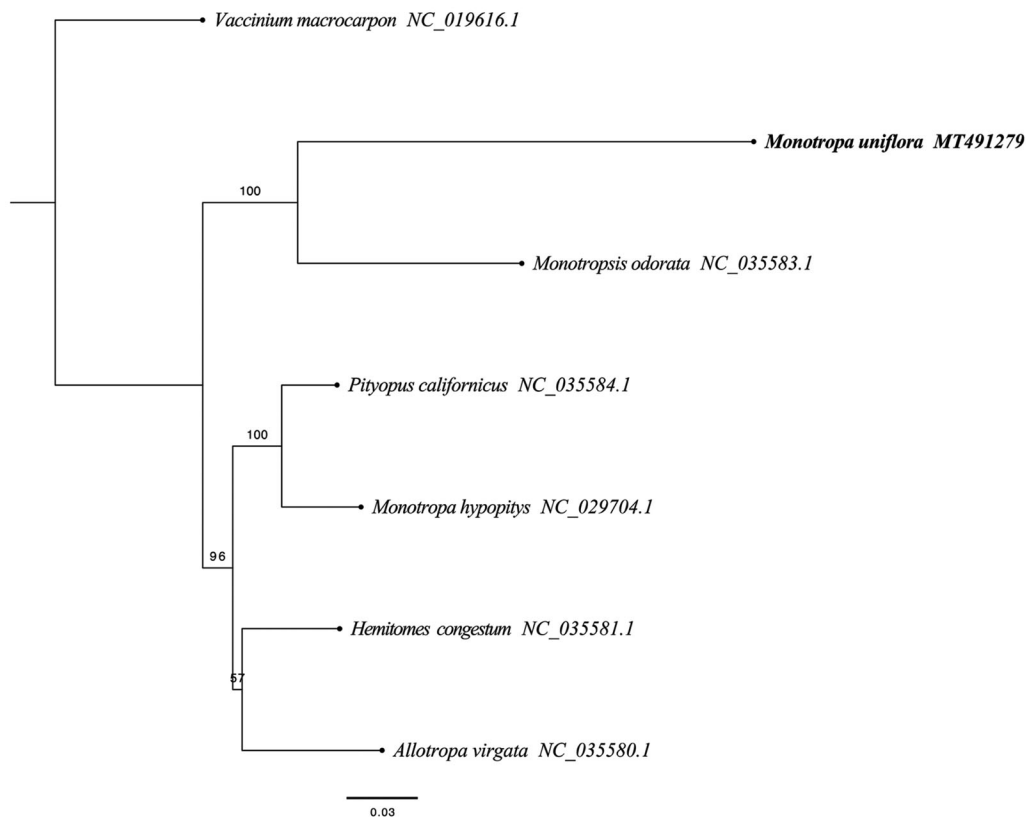 Vaccinium macrocarpon NC_019616.1
Monotropa uniflora MT491279
100
Monotropsis odorata NC_035583.1
Pityopus californicus NC_035584.1
100
Monotropa hypopitys NC_029704.1
96
Hemitomes congestum NC_035581.1
57
Allotropa virgata NC_035580.1
0.03